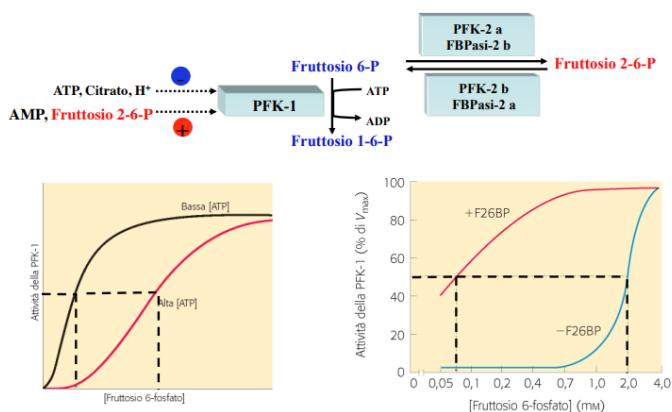 PFK-2 a
FBPasi-2 b
Fruttosio 6-P
Fruttosio 2-6-P
ATP, Citrato, H⁺
-
AMP, Fruttosio 2-6-P
+
PFK-1
ATP
ADP
PFK-2 b
FBPasi-2 a
Fruttosio 1-6-P
Attività della PFK-1
Bassa [ATP]
Alta [ATP]
[Fruttosio 6-fosfato]
Attività della PFK-1 (% di Vmax)
100
80
60
40
20
0
+F26BP
−F26BP
0 0,05 0,1 0,2 0,4 0,7 1,0 2,0 4,0
[Fruttosio 6-fosfato] (mM)